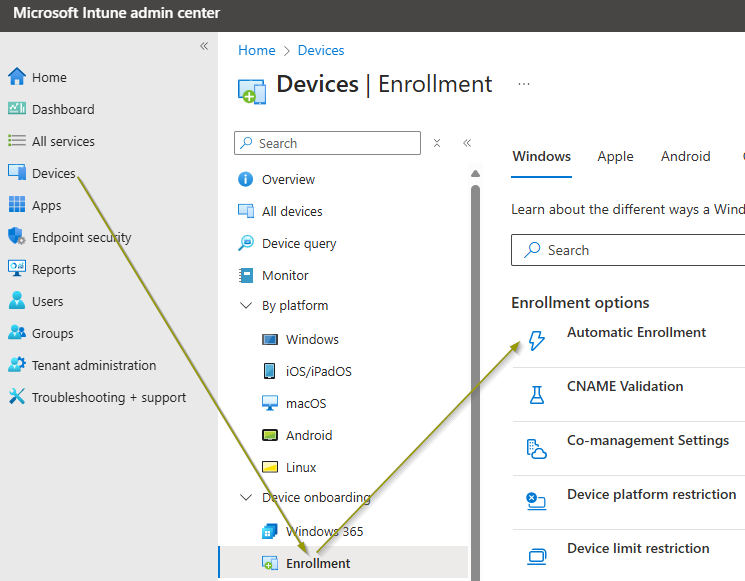 Microsoft Intune admin center
Home
Dashboard
All services
Devices
Apps
Endpoint security
Reports
Users
Groups
Tenant administration
Troubleshooting + support
Home > Devices
Devices | Enrollment ...
Search
Overview
All devices
Device query
Monitor
By platform
Windows
iOS/iPadOS
macOS
Android
Linux
Device onboarding
Windows 365
Enrollment
Windows Apple Android
Learn about the different ways a Wind
Search
Enrollment options
Automatic Enrollment
CNAME Validation
Co-management Settings
Device platform restriction
Device limit restriction